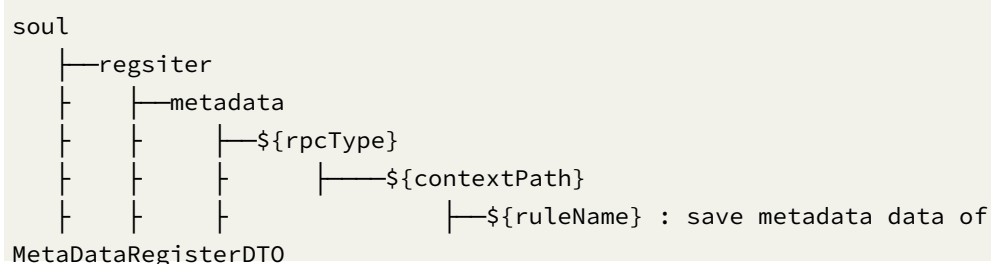 soul
   ├──regsiter
   ├    ├──metadata
   ├    ├     ├──${rpcType}
   ├    ├     ├      ├────${contextPath}
   ├    ├     ├               ├──${ruleName} : save metadata data of
MetaDataRegisterDTO